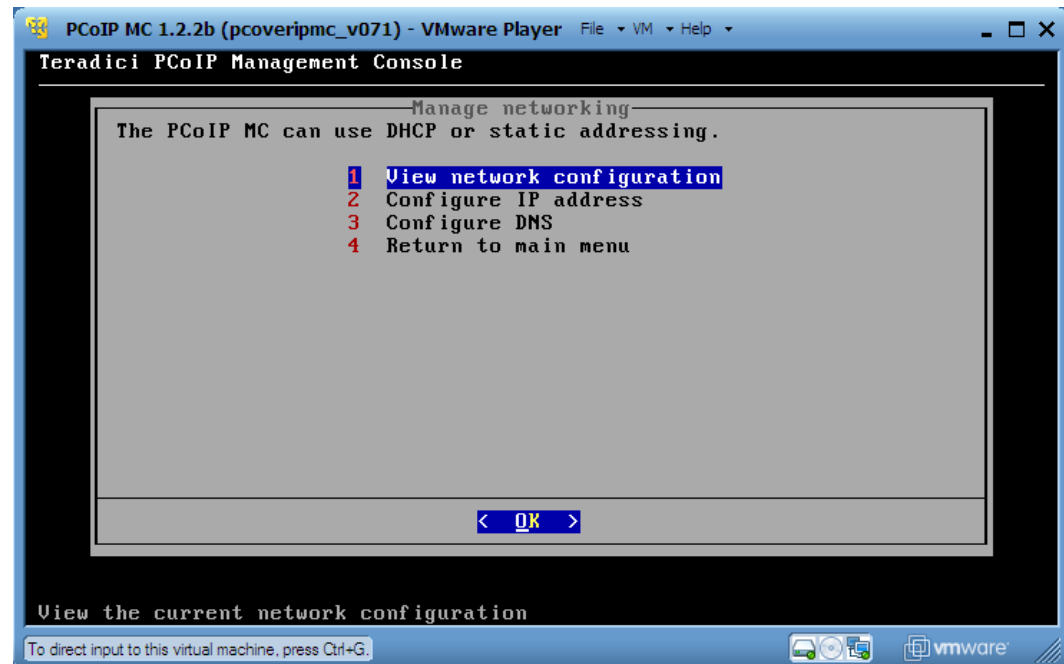 PCoIP MC 1.2.2b (pcoveripmc_v071) - VMware Player File VM Help
Teradici PCoIP Management Console
Manage networking
The PCoIP MC can use DHCP or static addressing.
1 View network configuration
2 Configure IP address
3 Configure DNS
4 Return to main menu
< OK >
View the current network configuration
To direct input to this virtual machine, press Ctrl+G. vmware